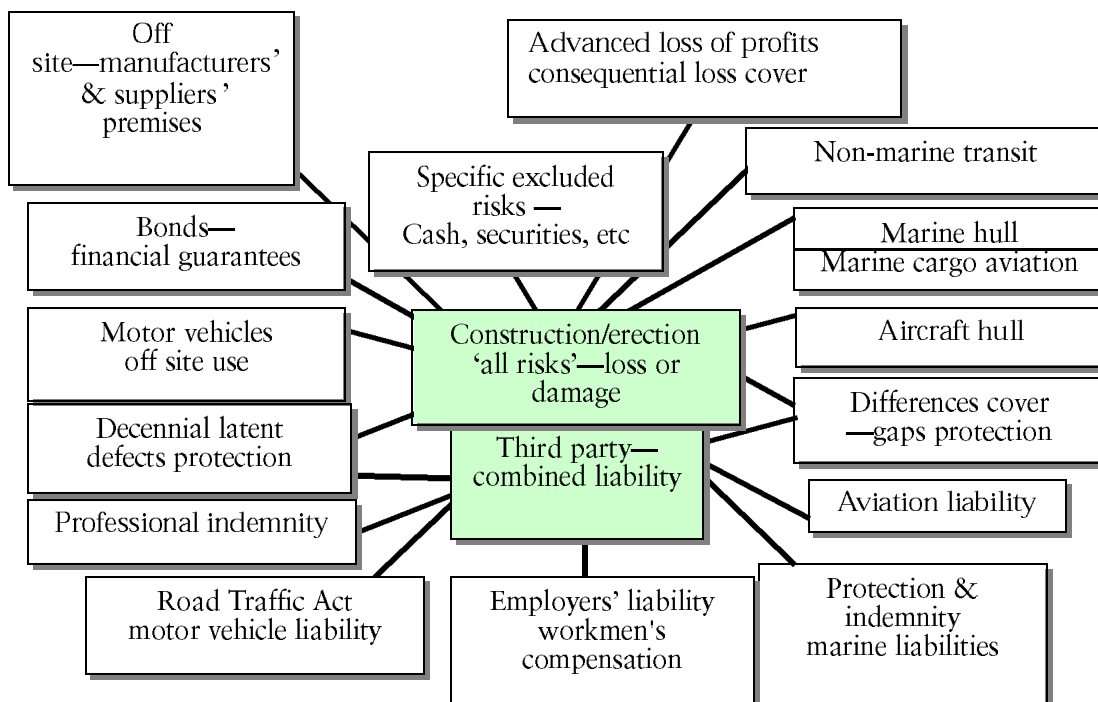 Off
site—manufacturers’
& suppliers’
premises
Advanced loss of profits
consequential loss cover
Non-marine transit
Specific excluded
risks —
Cash, securities, etc
Bonds—
financial guarantees
Marine hull
Marine cargo aviation
Motor vehicles
off site use
Construction/erection
‘all risks’—loss or
damage
Aircraft hull
Differences cover
—gaps protection
Decennial latent
defects protection
Third party—
combined liability
Aviation liability
Professional indemnity
Road Traffic Act
motor vehicle liability
Employers’ liability
workmen's
compensation
Protection &
indemnity
marine liabilities